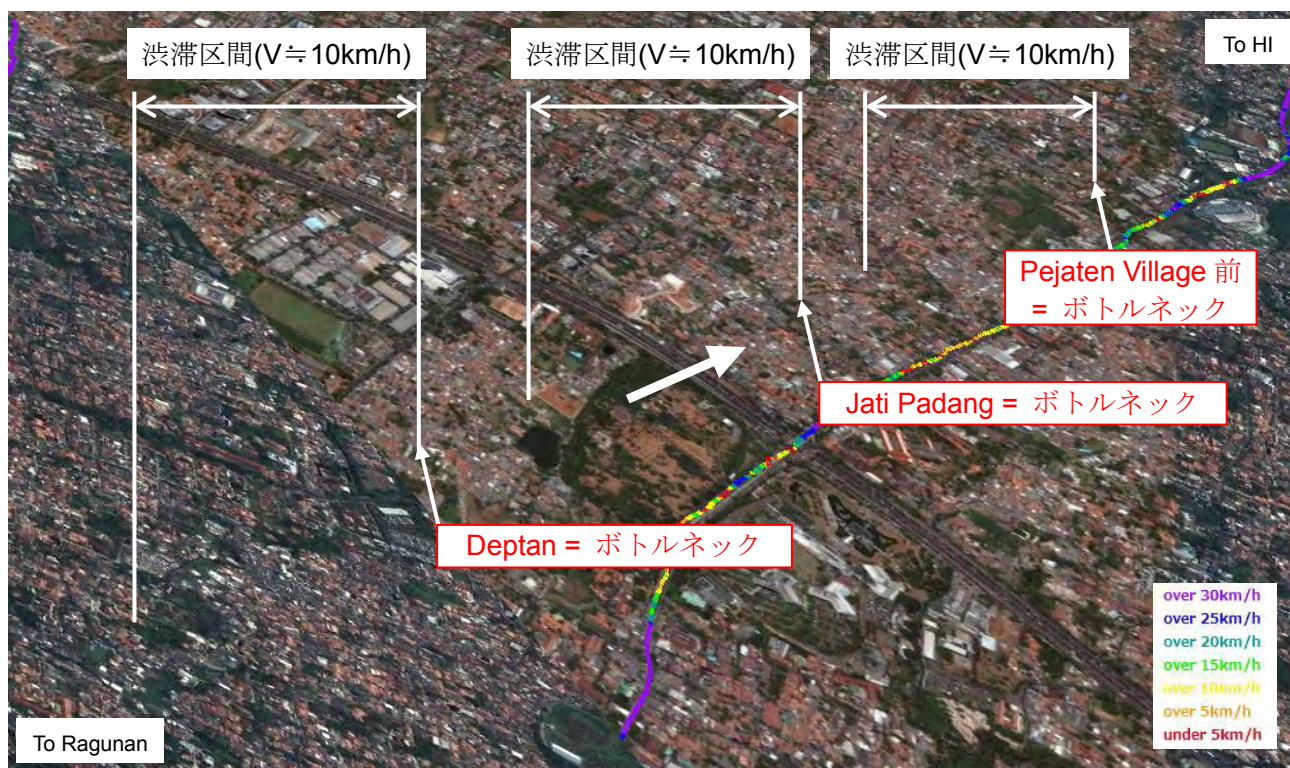 渋滞区間(V≒10km/h)
渋滞区間(V≒10km/h)
渋滞区間(V≒10km/h)
To HI
Pejaten Village 前
= ボトルネック
Jati Padang = ボトルネック
Deptan = ボトルネック
To Ragunan
over 30km/h
over 25km/h
over 20km/h
over 15km/h
over 10km/h
over 5km/h
under 5km/h